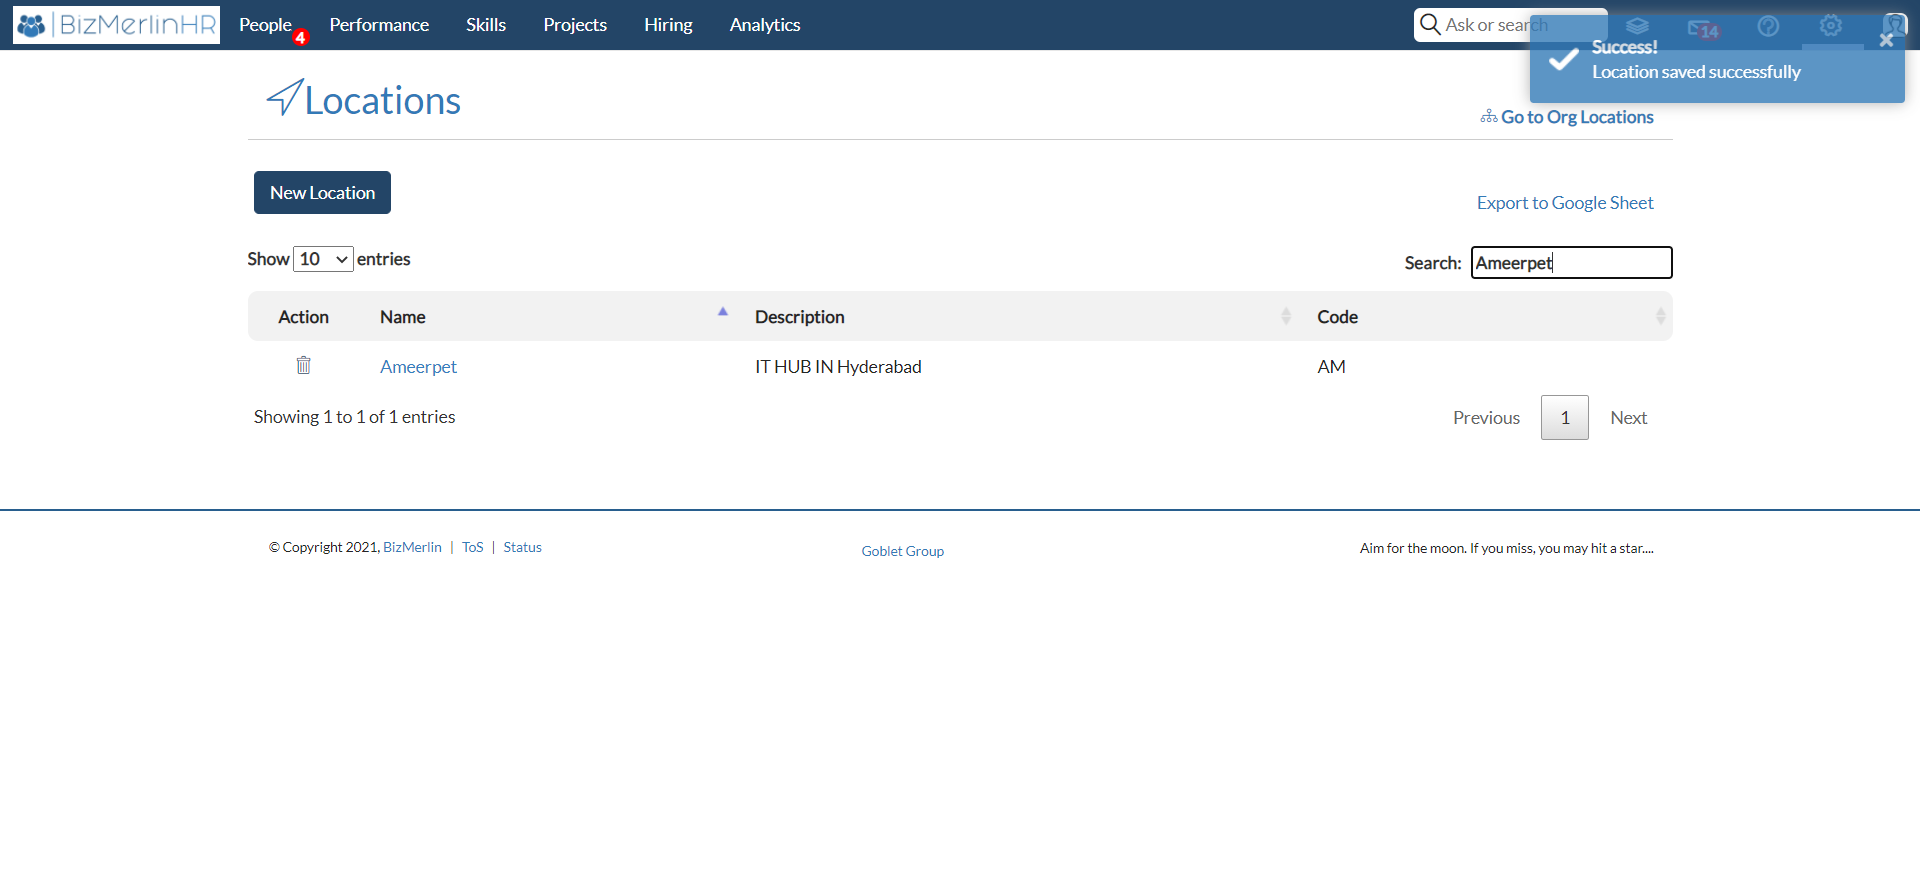 BizMerlinHR People 4 Performance Skills Projects Hiring Analytics Ask or search 14
Success!
Location saved successfully
Locations
Go to Org Locations
New Location
Export to Google Sheet
Show 10 entries
Search: Ameerpet
Action Name Description Code
Ameerpet IT HUB IN Hyderabad AM
Showing 1 to 1 of 1 entries
Previous 1 Next
© Copyright 2021, BizMerlin | ToS | Status
Goblet Group
Aim for the moon. If you miss, you may hit a star....